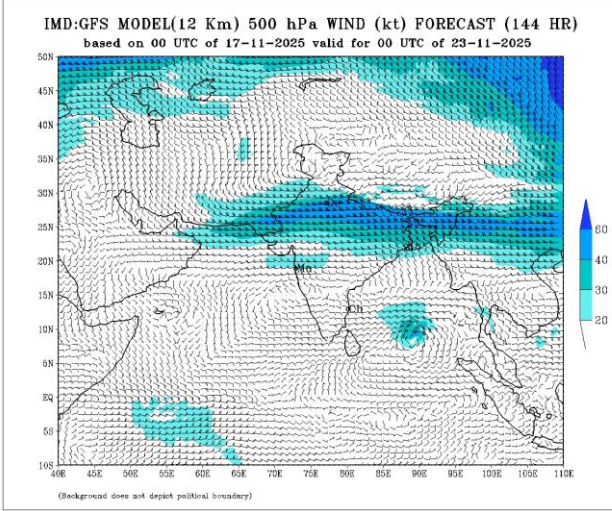 IMD:GFS MODEL(12 Km) 500 hPa WIND (kt) FORECAST (144 HR)
based on 00 UTC of 17-11-2025 valid for 00 UTC of 23-11-2025
50N
45N
40N
35N
30N
25N
20N
15N
10N
5N
EQ
5S
10S
40E 45E 50E 55E 60E 65E 70E 75E 80E 85E 90E 95E 100E 105E 110E
Mu
Ch
60
40
30
20
(Background does not depict political boundary)